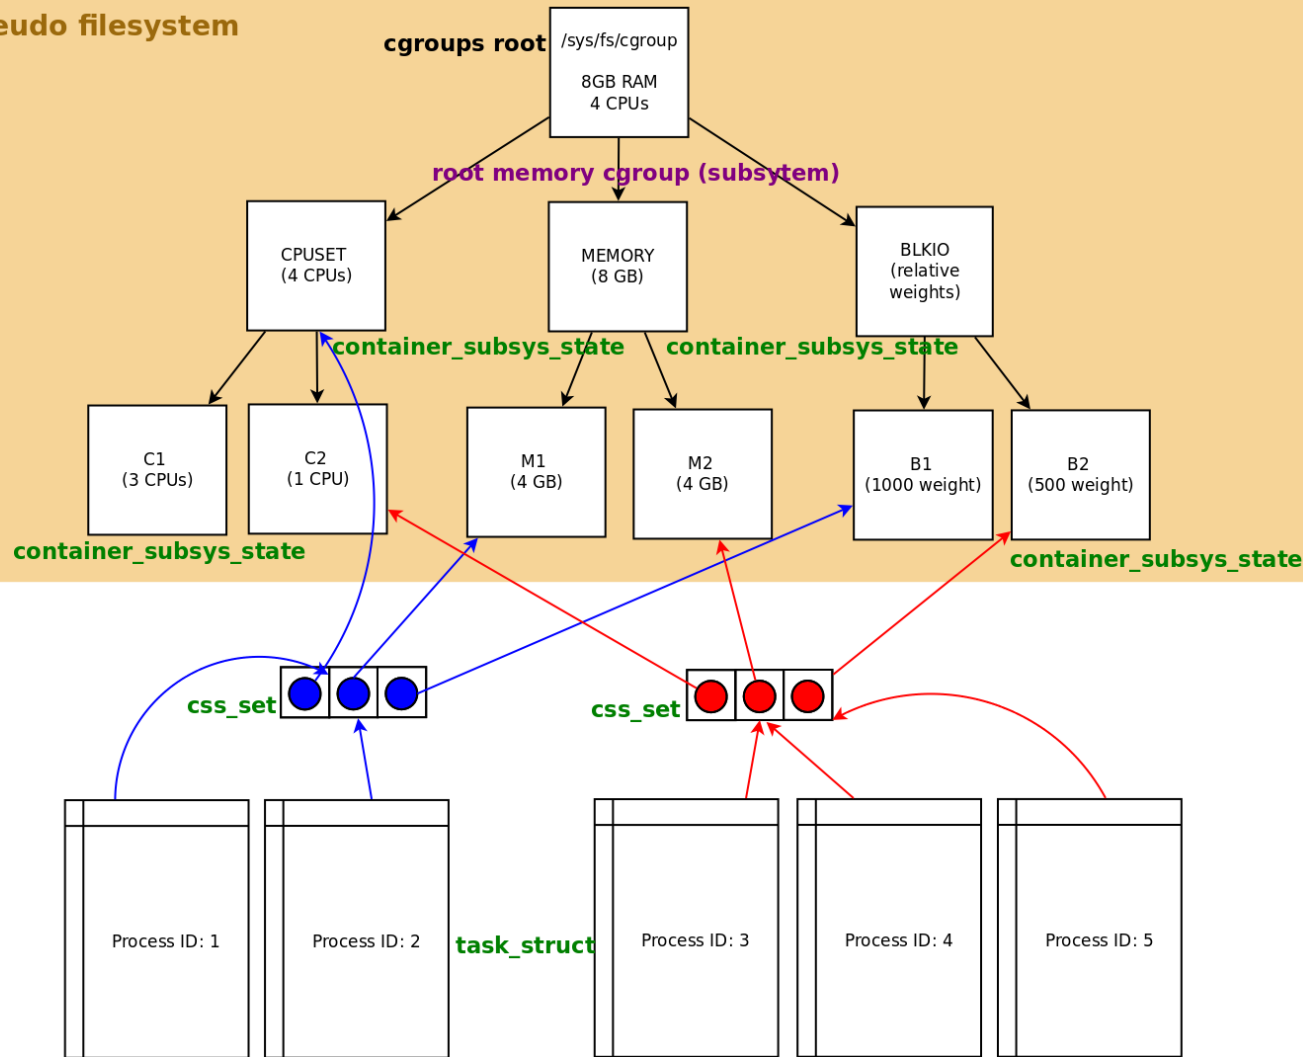 eudo filesystem
cgroups root
/sys/fs/cgroup
8GB RAM
4 CPUs
root memory cgroup (subsytem)
CPUSET
(4 CPUs)
MEMORY
(8 GB)
BLKIO
(relative
weights)
container_subsys_state
container_subsys_state
C1
(3 CPUs)
C2
(1 CPU)
M1
(4 GB)
M2
(4 GB)
B1
(1000 weight)
B2
(500 weight)
container_subsys_state
container_subsys_state
css_set
css_set
Process ID: 1
Process ID: 2
task_struct
Process ID: 3
Process ID: 4
Process ID: 5